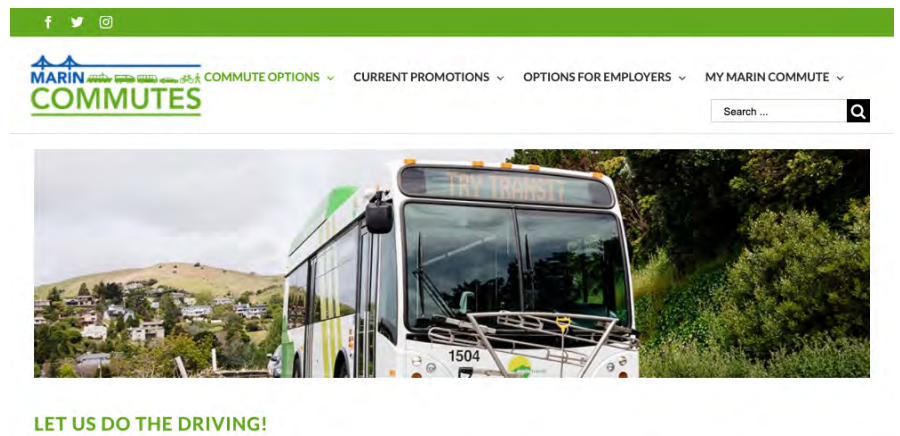 MARIN
COMMUTES
COMMUTE OPTIONS
CURRENT PROMOTIONS
OPTIONS FOR EMPLOYERS
MY MARIN COMMUTE
Search ...
TRY TRANSIT
1504
LET US DO THE DRIVING!